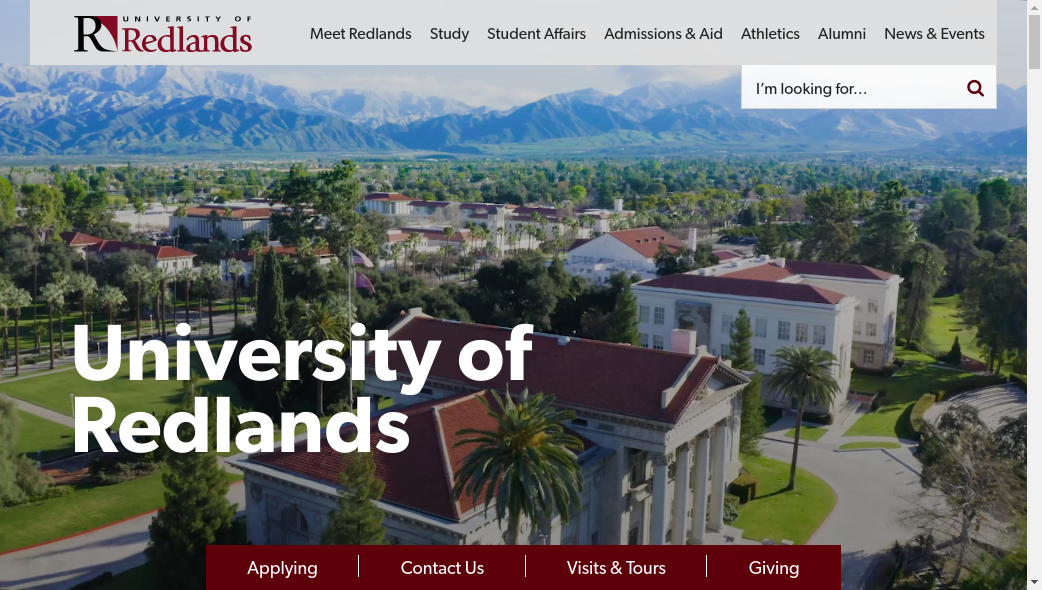 UNIVERSITY OF
Redlands
Meet Redlands
Study
Student Affairs
Admissions & Aid
Athletics
Alumni
News & Events
I'm looking for...
University of
Redlands
Applying
Contact Us
Visits & Tours
Giving